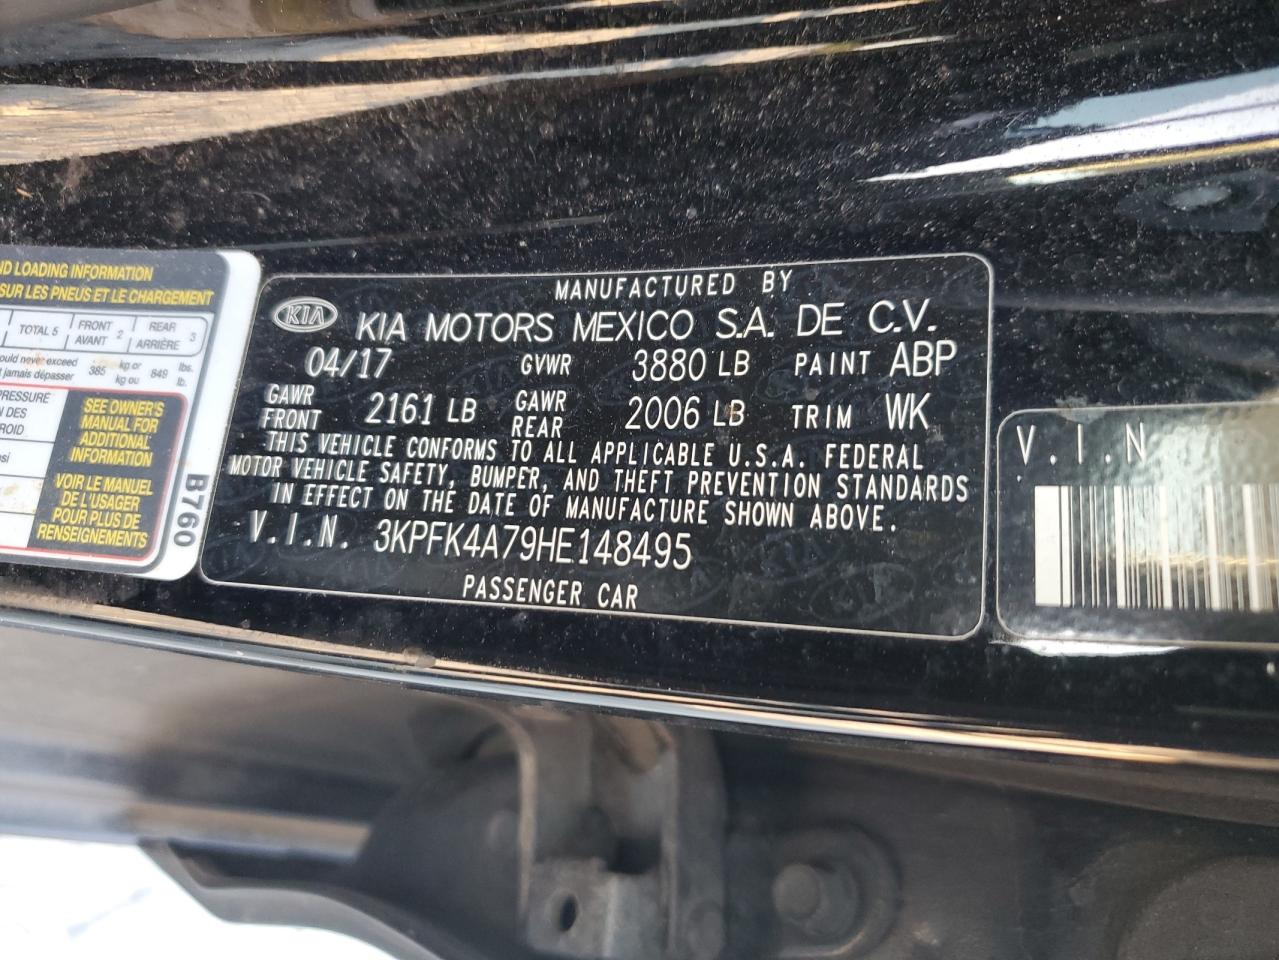 ND LOADING INFORMATION
SUR LES PNEUS ET LE CHARGEMENT
TOTAL 5 FRONT AVANT 2 REAR ARRIÈRE 3
ould never exceed 385 kg or 849 lbs.
t jamais dépasser kg ou lb.
PRESSURE
N DES
ROID
SEE OWNER'S
MANUAL FOR
ADDITIONAL
INFORMATION
VOIR LE MANUEL
DE L'USAGER
POUR PLUS DE
RENSEIGNEMENTS
B760
MANUFACTURED BY
KIA KIA MOTORS MEXICO S.A. DE C.V.
04/17 GVWR 3880 LB PAINT ABP
GAWR FRONT 2161 LB GAWR REAR 2006 LB TRIM WK
THIS VEHICLE CONFORMS TO ALL APPLICABLE U.S.A. FEDERAL
MOTOR VEHICLE SAFETY, BUMPER, AND THEFT PREVENTION STANDARDS
IN EFFECT ON THE DATE OF MANUFACTURE SHOWN ABOVE.
V.I.N. 3KPFK4A79HE148495
PASSENGER CAR
V.I.N